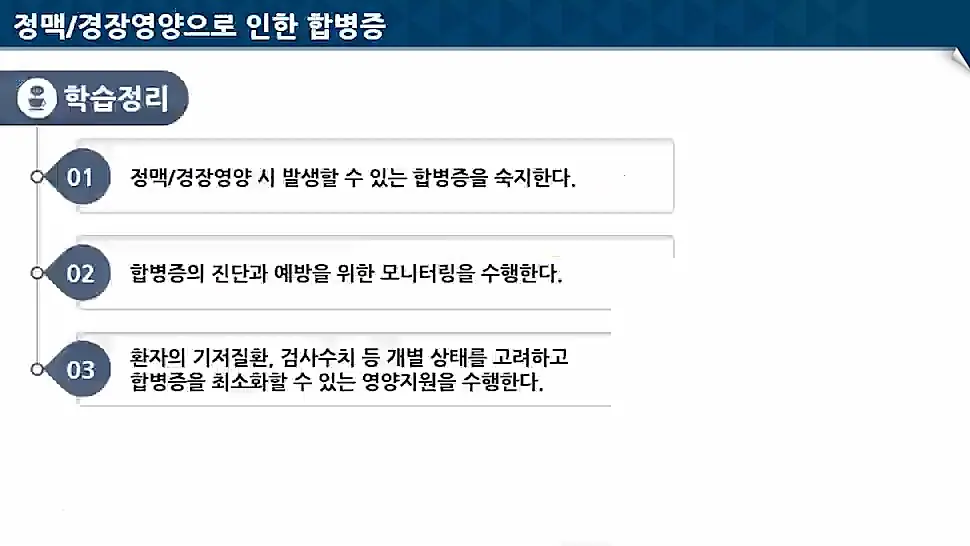 정맥/경장영양으로 인한 합병증
학습정리
01
정맥/경장영양 시 발생할 수 있는 합병증을 숙지한다.
02
합병증의 진단과 예방을 위한 모니터링을 수행한다.
03
환자의 기저질환, 검사수치 등 개별 상태를 고려하고
합병증을 최소화할 수 있는 영양지원을 수행한다.